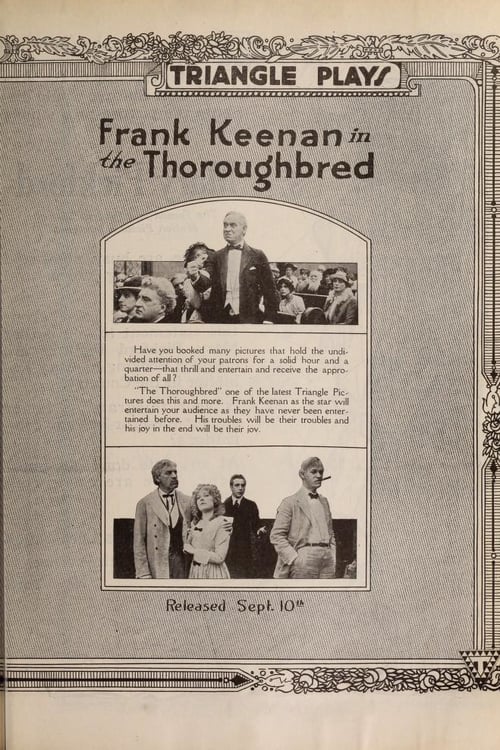 TRIANGLE PLAYS
Frank Keenan in
the Thoroughbred
Have you booked many pictures that hold the undi-
vided attention of your patrons for a solid hour and a
quarter—that thrill and entertain and receive the appro-
bation of all?
"The Thoroughbred" one of the latest Triangle Pic-
tures does this and more. Frank Keenan as the star will
entertain your audience as they have never been enter-
tained before. His troubles will be their troubles and
his joy in the end will be their joy.
Released Sept. 10th